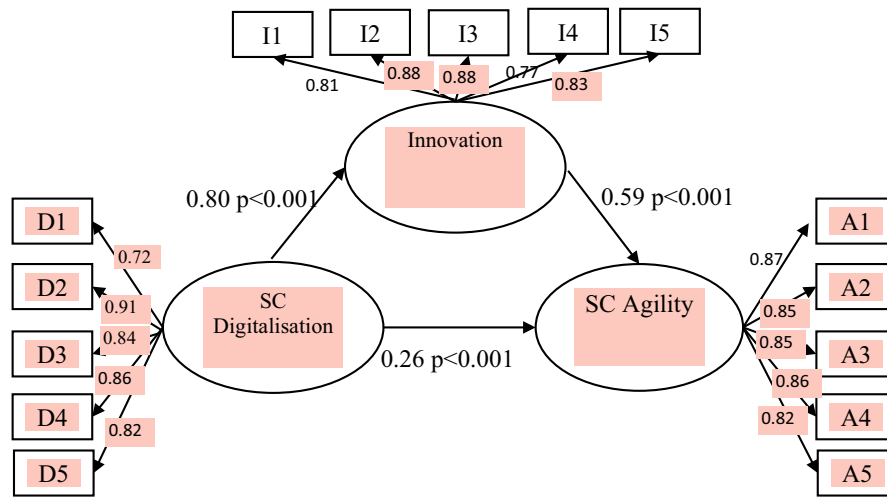 I1 I2 I3 I4 I5
0.81 0.88 0.88 0.77 0.83
Innovation
0.80 p<0.001
0.59 p<0.001
D1
D2
D3
D4
D5
0.72
0.91
0.84
0.86
0.82
SC
Digitalisation
0.26 p<0.001
SC Agility
0.87
0.85
0.85
0.86
0.82
A1
A2
A3
A4
A5